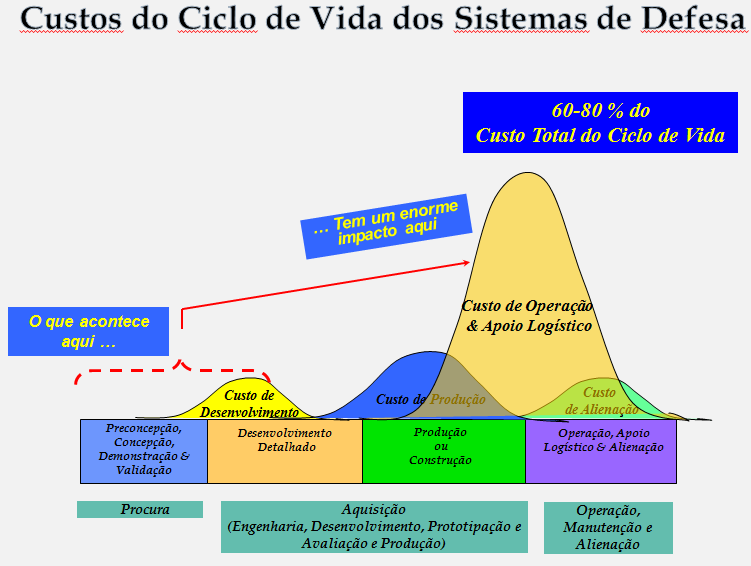 Custos do Ciclo de Vida dos Sistemas de Defesa
60-80 % do
Custo Total do Ciclo de Vida
… Tem um enorme
impacto aqui
O que acontece
aqui …
Custo de Operação
& Apoio Logístico
Custo de
Desenvolvimento
Custo de Produção
Custo
de Alienação
Preconcepção,
Concepção,
Demonstração &
Validação
Desenvolvimento
Detalhado
Produção
ou
Construção
Operação, Apoio
Logístico & Alienação
Procura
Aquisição
(Engenharia, Desenvolvimento, Prototipação e
Avaliação e Produção)
Operação,
Manutenção e
Alienação